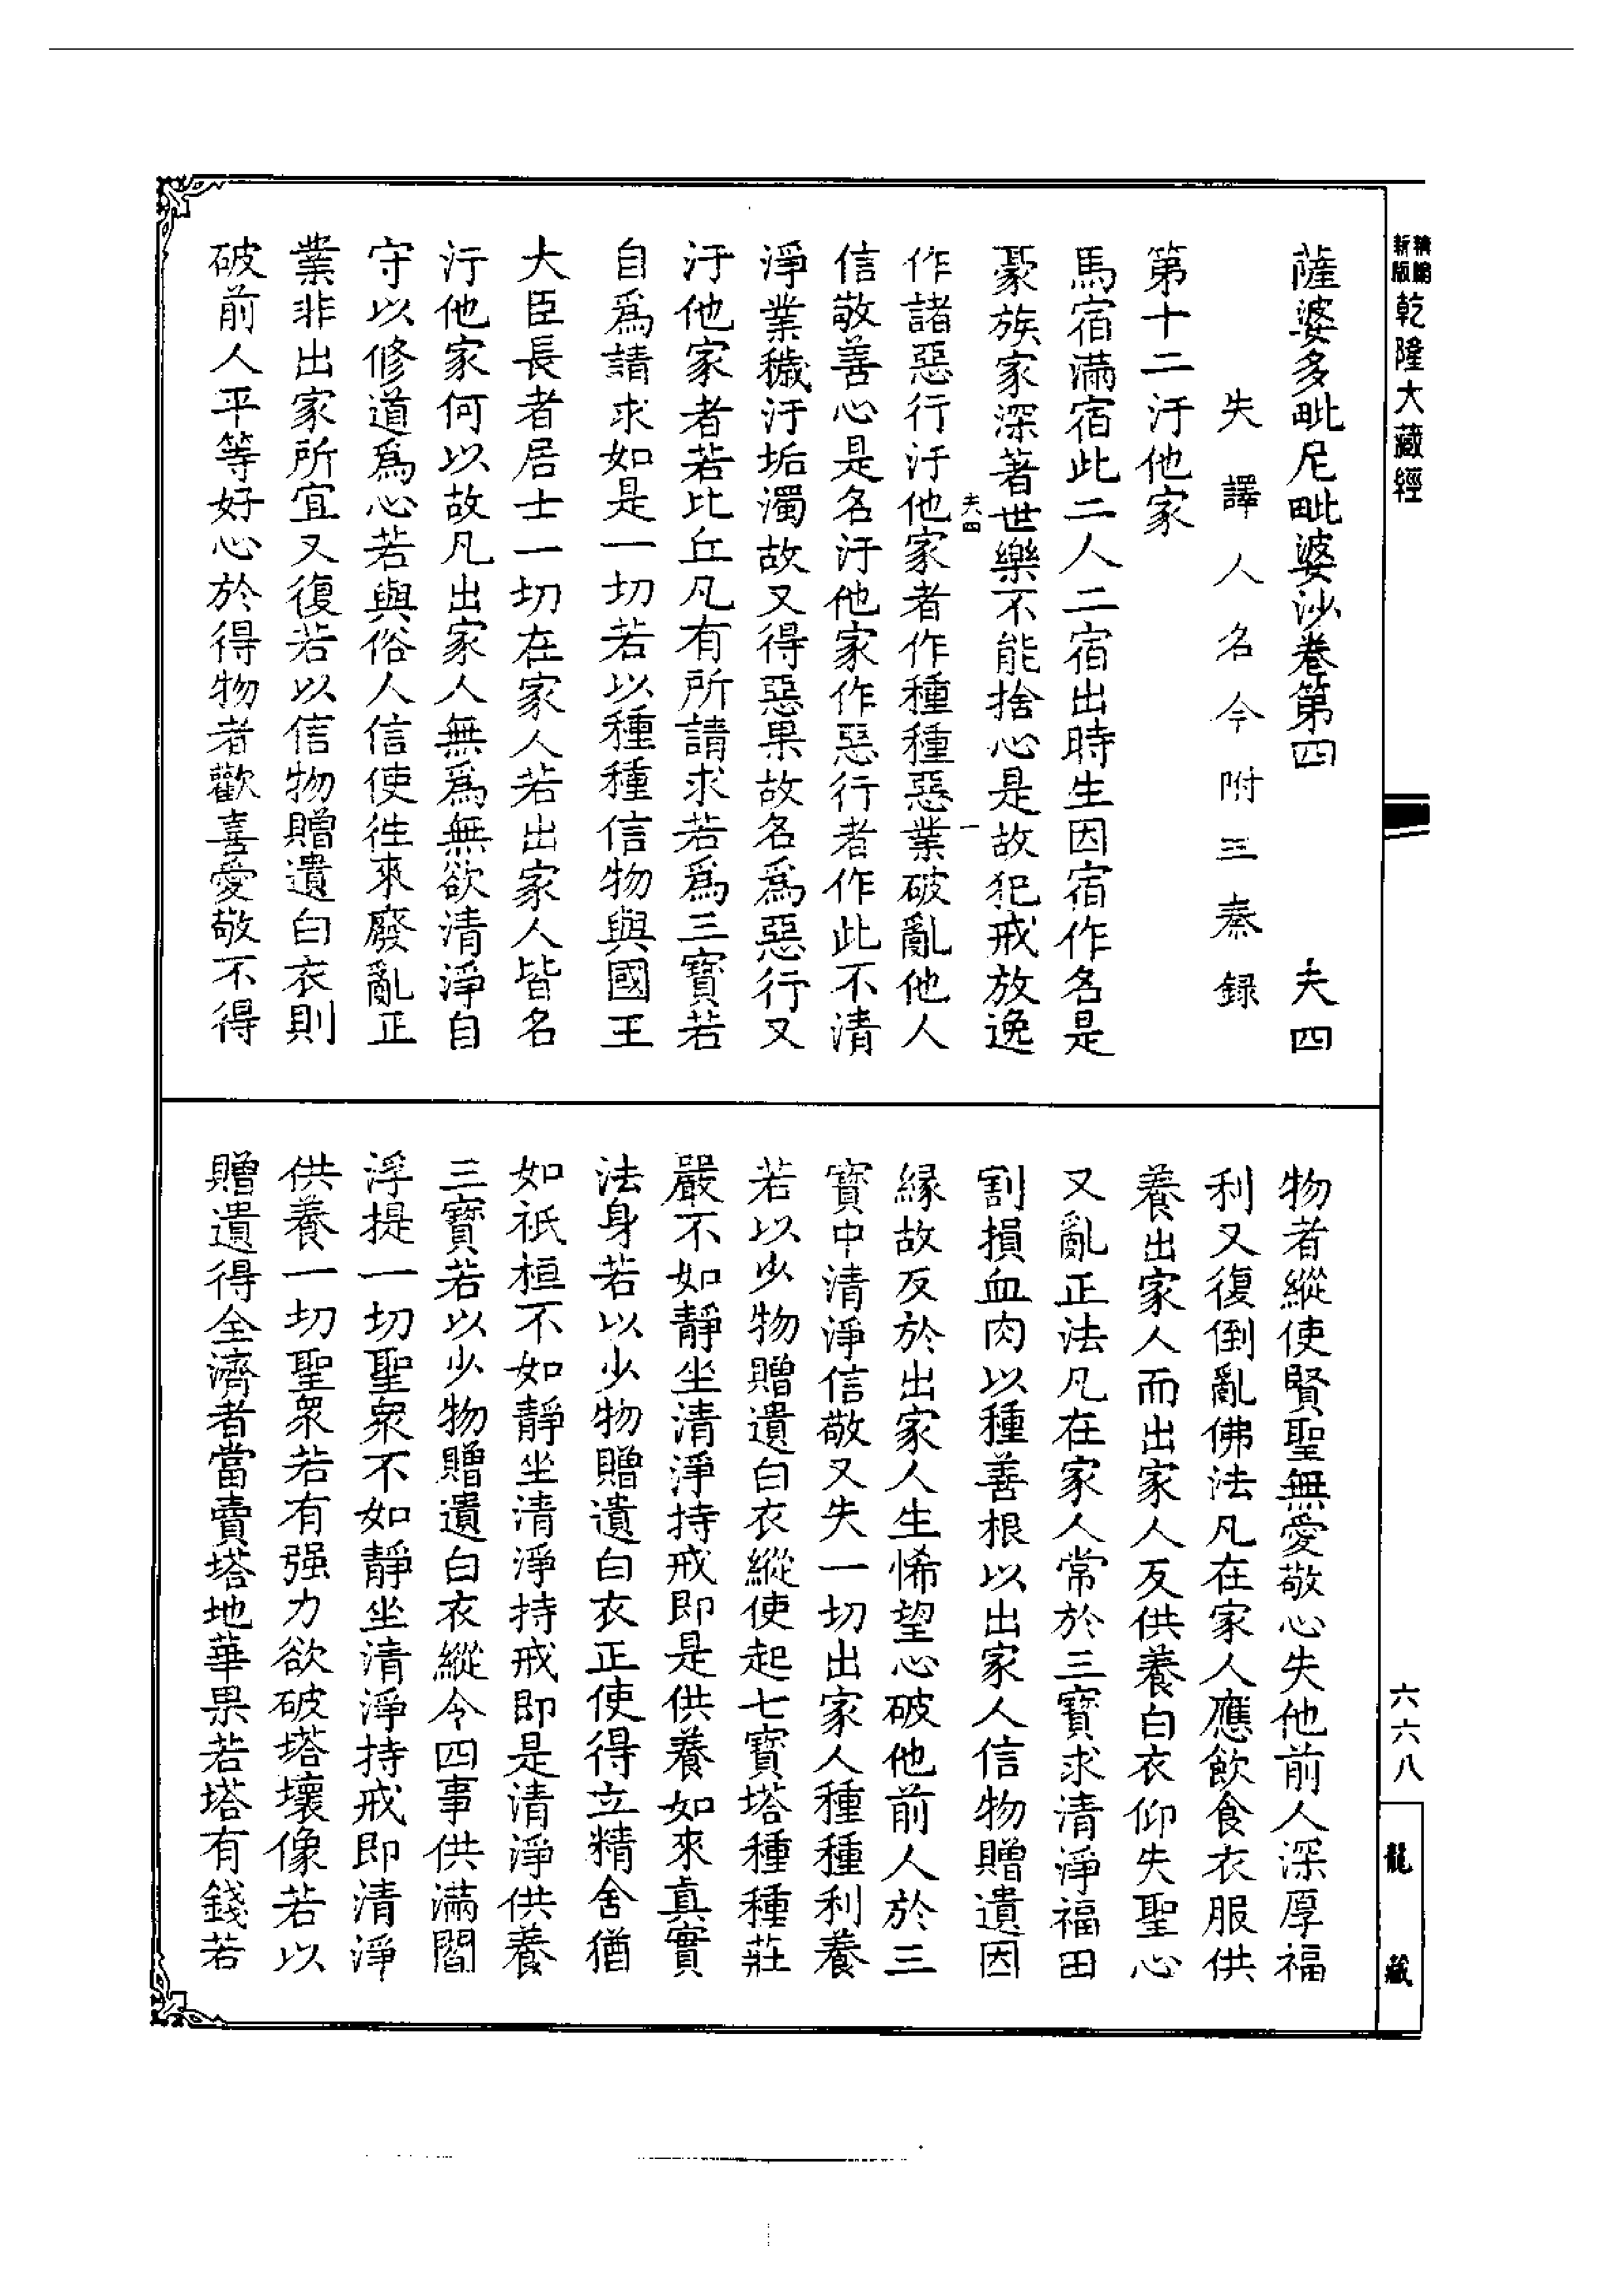 新版
精編
乾隆大藏經
六六八
龍藏
薩婆多毗尼毗婆沙卷第四　夫四
失譯人名今附三秦録
第十二汙他家
馬宿滿宿此二人二宿出時生因宿作名是
豪族家深著世樂不能捨心是故犯戒放逸
夫四
一
作諸惡行汙他家者作種種惡業破亂他人
信敬善心是名汙他家作惡行者作此不清
淨業穢汙垢濁故又得惡果故名爲惡行又
汙他家者若比丘凡有所請求若爲三寶若
自爲請求如是一切若以種種信物與國王
大臣長者居士一切在家人若出家人皆名
汙他家何以故凡出家人無爲無欲清淨自
守以修道爲心若與俗人信使徃來廢亂正
業非出家所宜又復若以信物贈遺白衣則
破前人平等好心於得物者歡喜愛敬不得
物者縱使賢聖無愛敬心失他前人深厚福
利又復倒亂佛法凡在家人應飲食衣服供
養出家人而出家人反供養白衣仰失聖心
又亂正法凡在家人常於三寶求清淨福田
割損血肉以種善根以出家人信物贈遺因
縁故反於出家人生悕望心破他前人於三
寶中清淨信敬又失一切出家人種種利養
若以少物贈遺白衣縱使起七寶塔種種莊
嚴不如靜坐清淨持戒即是供養如來真實
法身若以少物贈遺白衣正使得立精舍猶
如祇桓不如靜坐清淨持戒即是清淨供養
三寶若以少物贈遺白衣縱令四事供滿閻
浮提一切聖衆不如靜坐清淨持戒即清淨
供養一切聖衆若有强力欲破塔壞像若以
贈遺得全濟者當賣塔地華果若塔有錢若